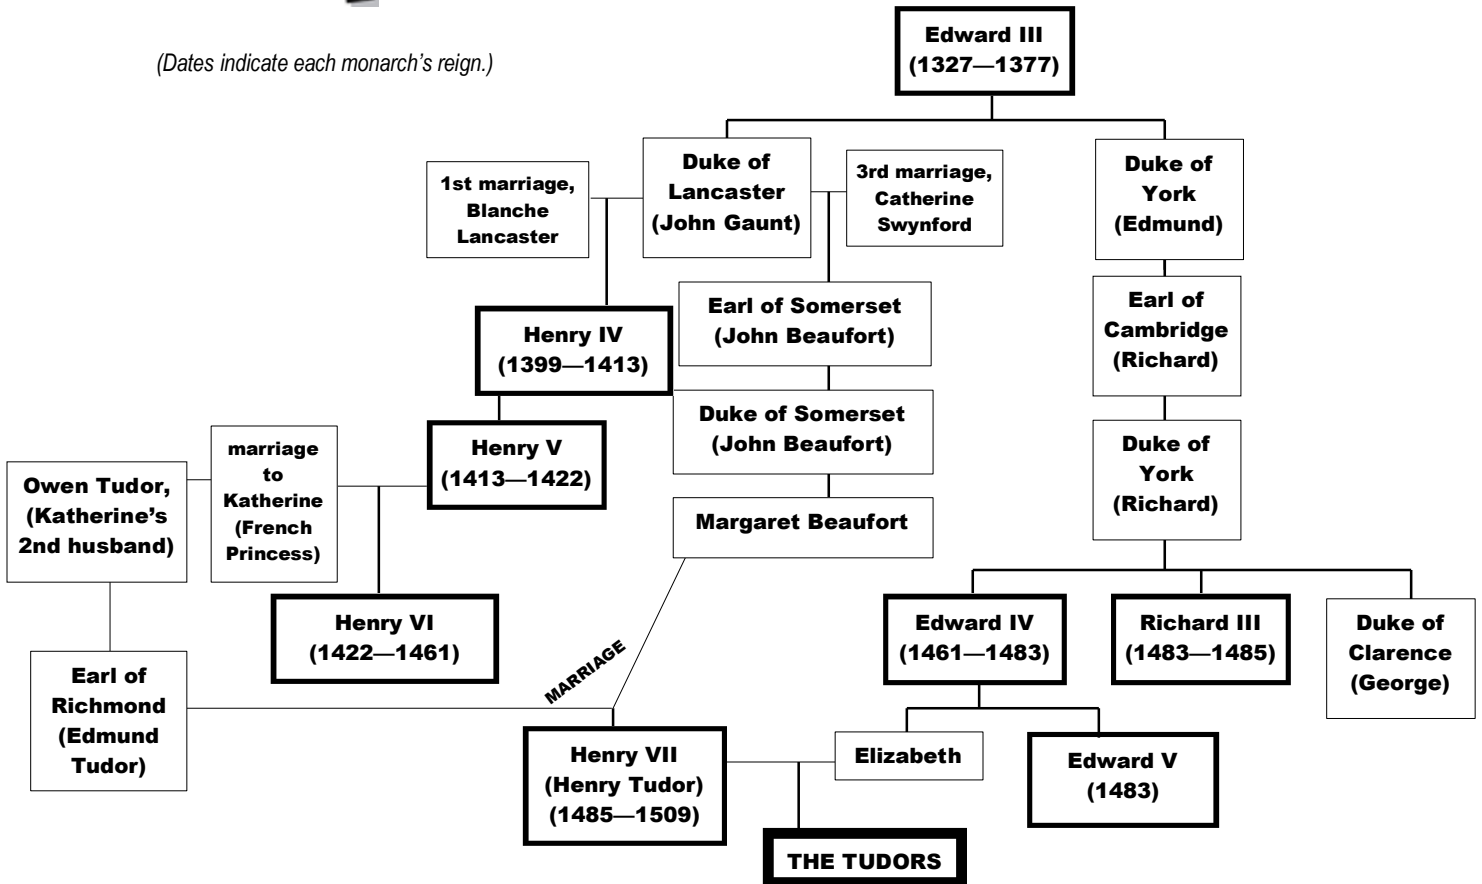 Edward III
(1327—1377)
(Dates indicate each monarch's reign.)
1st marriage,
Blanche
Lancaster
Duke of
Lancaster
(John Gaunt)
3rd marriage,
Catherine
Swynford
Duke of
York
(Edmund)
Henry IV
(1399—1413)
Earl of Somerset
(John Beaufort)
Earl of
Cambridge
(Richard)
Owen Tudor,
(Katherine's
2nd husband)
marriage
to
Katherine
(French
Princess)
Henry V
(1413—1422)
Duke of Somerset
(John Beaufort)
Duke of
York
(Richard)
Margaret Beaufort
Henry VI
(1422—1461)
Edward IV
(1461—1483)
Richard III
(1483—1485)
Duke of
Clarence
(George)
Earl of
Richmond
(Edmund
Tudor)
MARRIAGE
Henry VII
(Henry Tudor)
(1485—1509)
Elizabeth
Edward V
(1483)
THE TUDORS